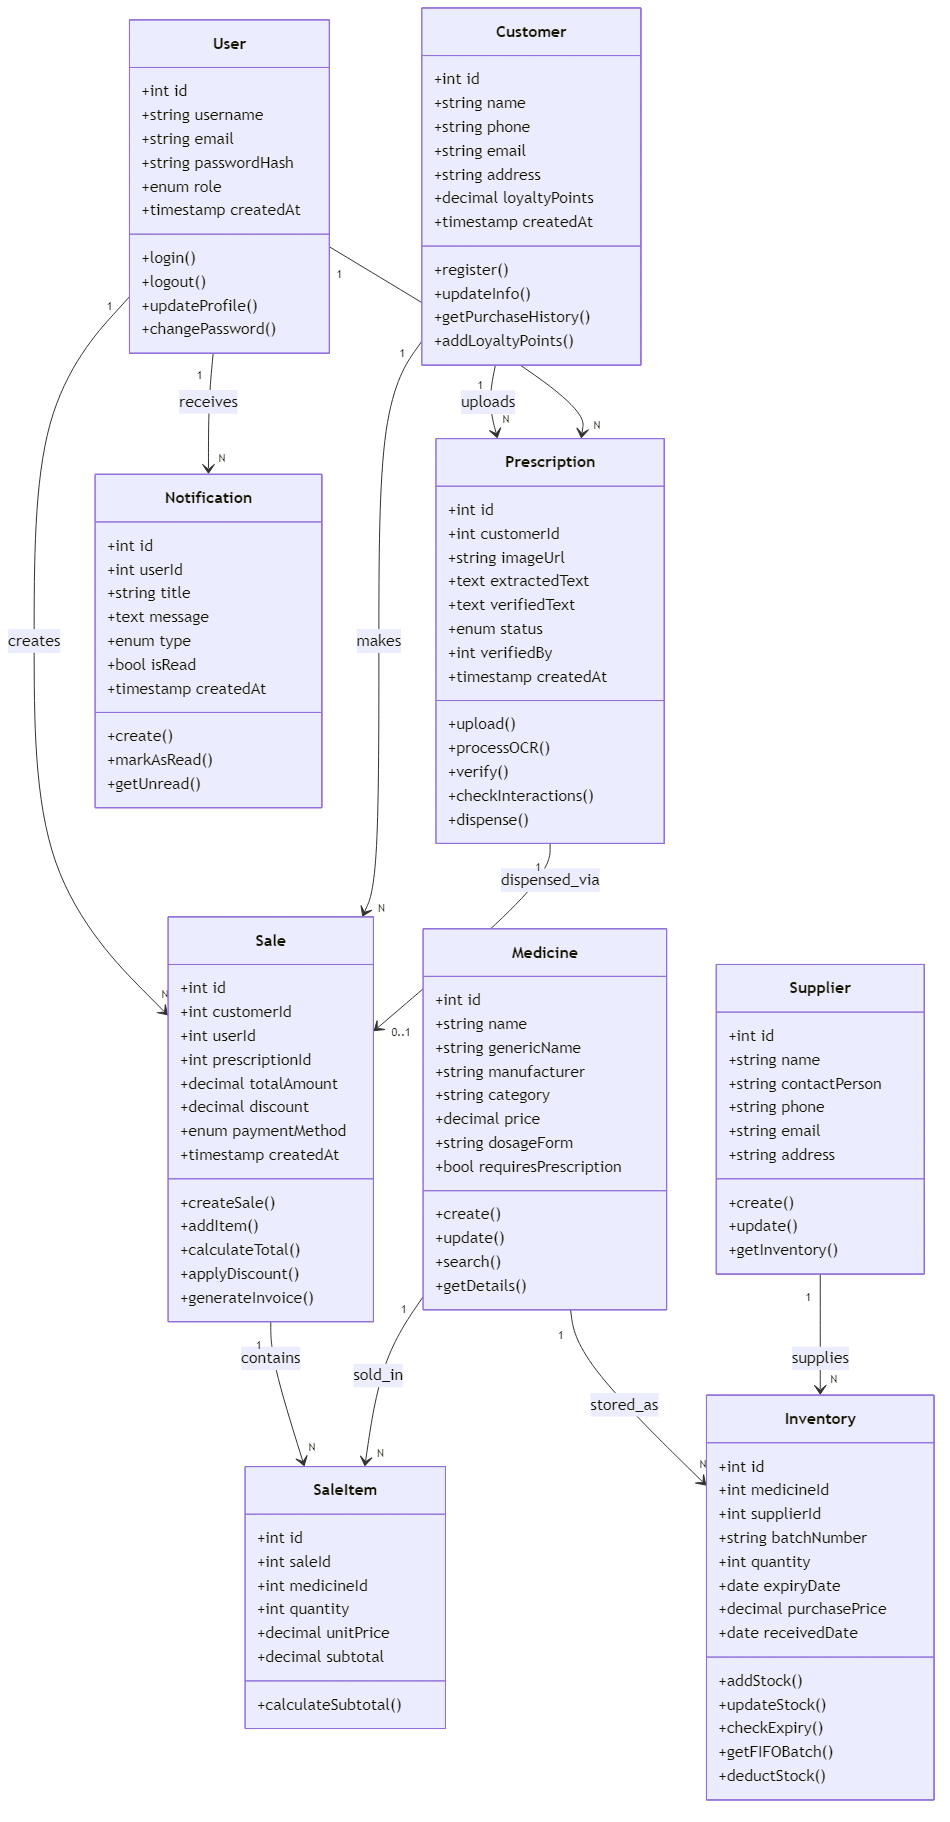 User
+int id
+string username
+string email
+string passwordHash
+enum role
+timestamp createdAt
+login()
+logout()
+updateProfile()
+changePassword()
Customer
+int id
+string name
+string phone
+string email
+string address
+decimal loyaltyPoints
+timestamp createdAt
+register()
+updateInfo()
+getPurchaseHistory()
+addLoyaltyPoints()
1
1
1
receives
N
1
1
uploads
N
N
creates
N
makes
N
Notification
+int id
+int userId
+string title
+text message
+enum type
+bool isRead
+timestamp createdAt
+create()
+markAsRead()
+getUnread()
Prescription
+int id
+int customerId
+string imageUrl
+text extractedText
+text verifiedText
+enum status
+int verifiedBy
+timestamp createdAt
+upload()
+processOCR()
+verify()
+checkInteractions()
+dispense()
1
dispensed_via
0..1
Sale
+int id
+int customerId
+int userId
+int prescriptionId
+decimal totalAmount
+decimal discount
+enum paymentMethod
+timestamp createdAt
+createSale()
+addItem()
+calculateTotal()
+applyDiscount()
+generateInvoice()
Medicine
+int id
+string name
+string genericName
+string manufacturer
+string category
+decimal price
+string dosageForm
+bool requiresPrescription
+create()
+update()
+search()
+getDetails()
Supplier
+int id
+string name
+string contactPerson
+string phone
+string email
+string address
+create()
+update()
+getInventory()
1
contains
N
1
sold_in
N
1
stored_as
N
1
supplies
N
SaleItem
+int id
+int saleId
+int medicineId
+int quantity
+decimal unitPrice
+decimal subtotal
+calculateSubtotal()
Inventory
+int id
+int medicineId
+int supplierId
+string batchNumber
+int quantity
+date expiryDate
+decimal purchasePrice
+date receivedDate
+addStock()
+updateStock()
+checkExpiry()
+getFIFOBatch()
+deductStock()